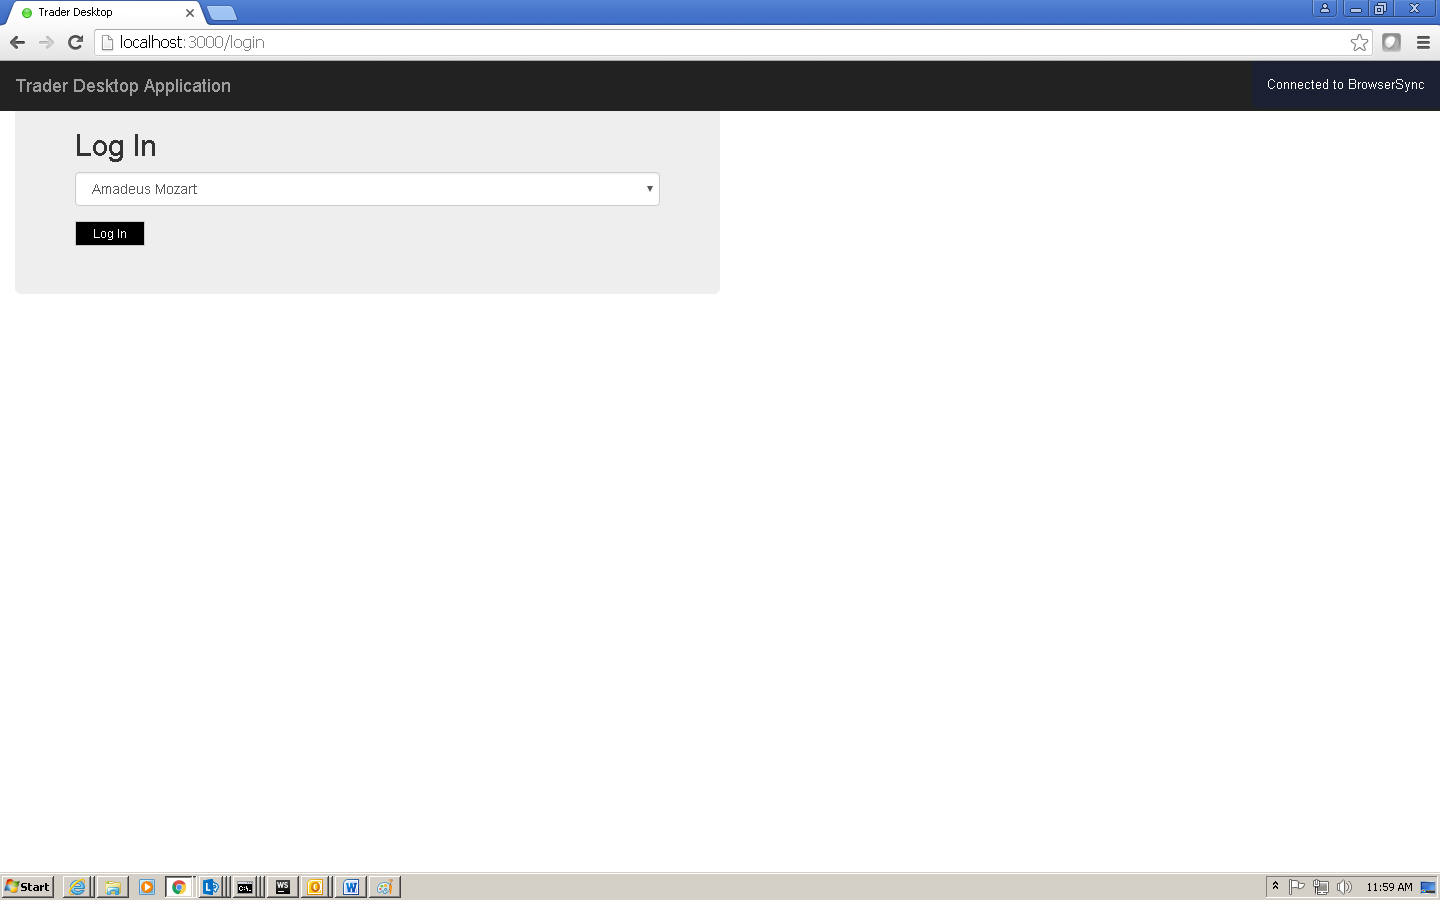 Trader Desktop
localhost:3000/login
Trader Desktop Application
Connected to BrowserSync
Log In
Amadeus Mozart
Log In
Start
C:\.
WS
W
11:59 AM